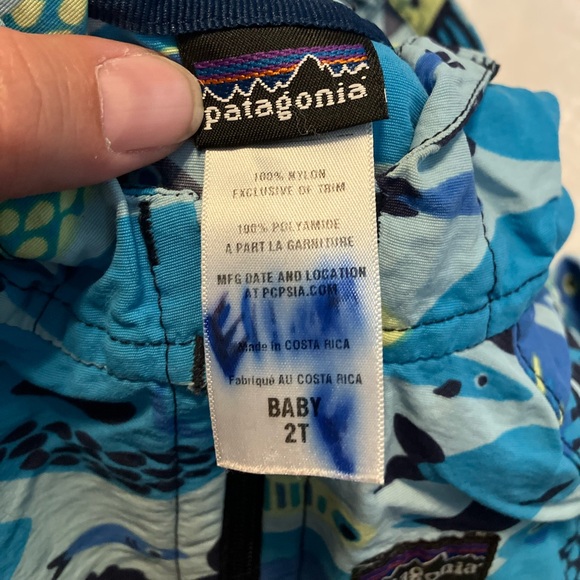 patagonia
100% NYLON
EXCLUSIVE OF TRIM
100% POLYAMIDE
A PART LA GARNITURE
MFG DATE AND LOCATION
AT PCPSIA.COM
Made in COSTA RICA
Fabriqué AU COSTA RICA
BABY
2T